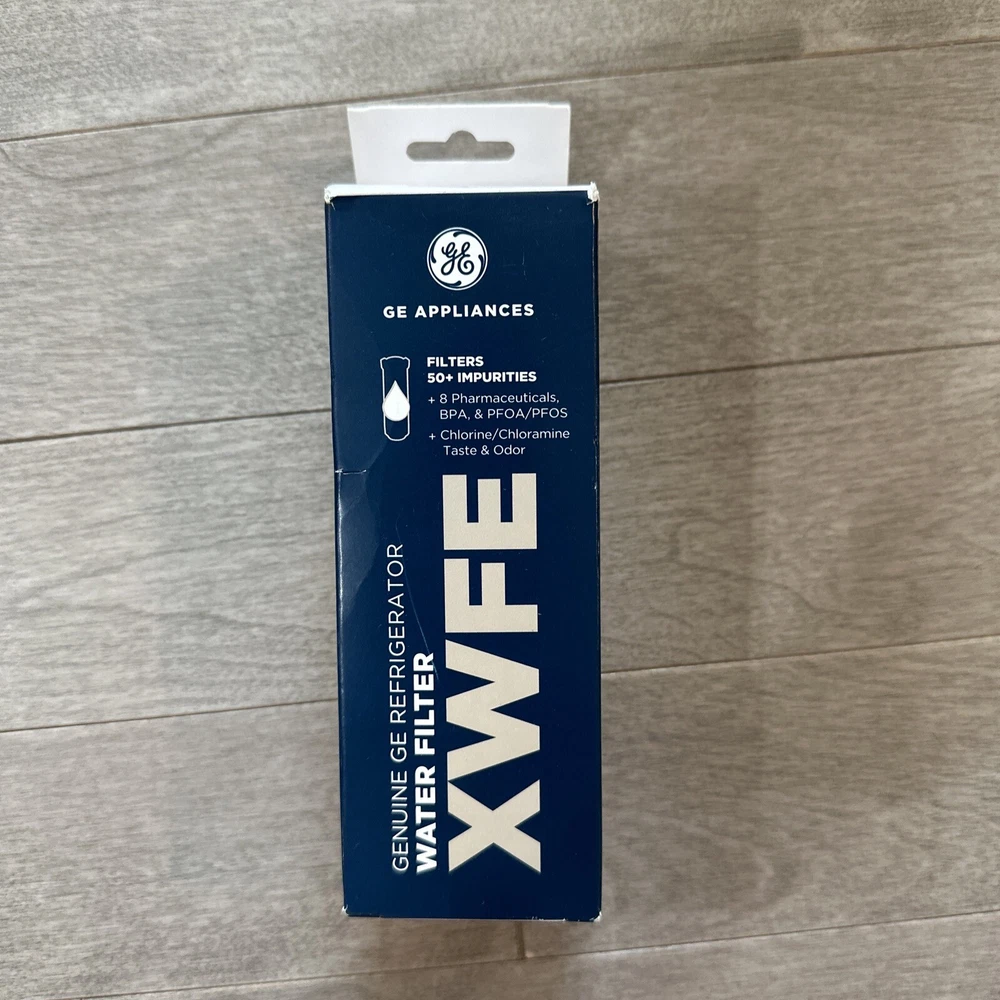 GE
GE APPLIANCES
FILTERS
50+ IMPURITIES
+ 8 Pharmaceuticals,
BPA, & PFOA/PFOS
+ Chlorine/Chloramine
Taste & Odor
GENUINE GE REFRIGERATOR
WATER FILTER
XWFE